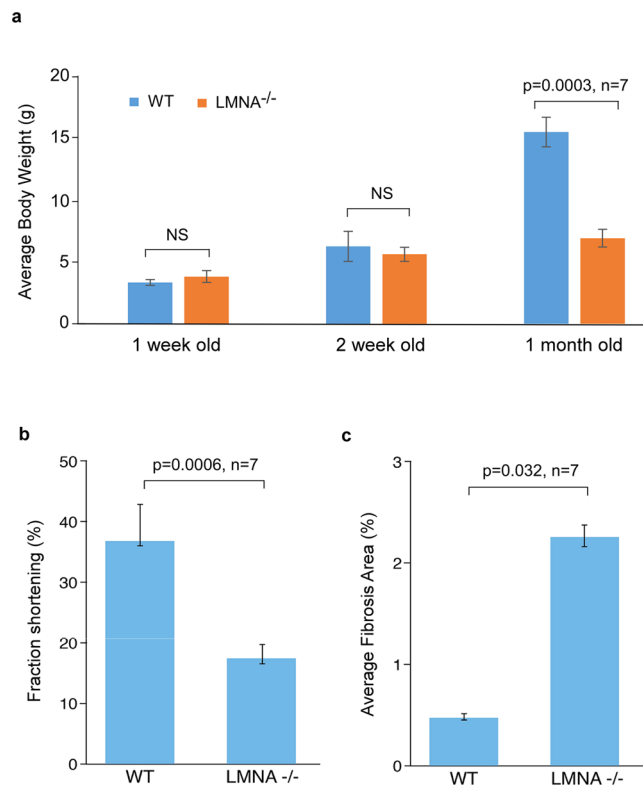 a
20
15
10
5
0
Average Body Weight (g)
WT LMNA-/-
NS
NS
p=0.0003, n=7
1 week old 2 week old 1 month old
b
50
40
30
20
10
0
Fraction shortening (%)
p=0.0006, n=7
WT LMNA -/-
c
3
2
1
0
Average Fibrosis Area (%)
p=0.032, n=7
WT LMNA -/-